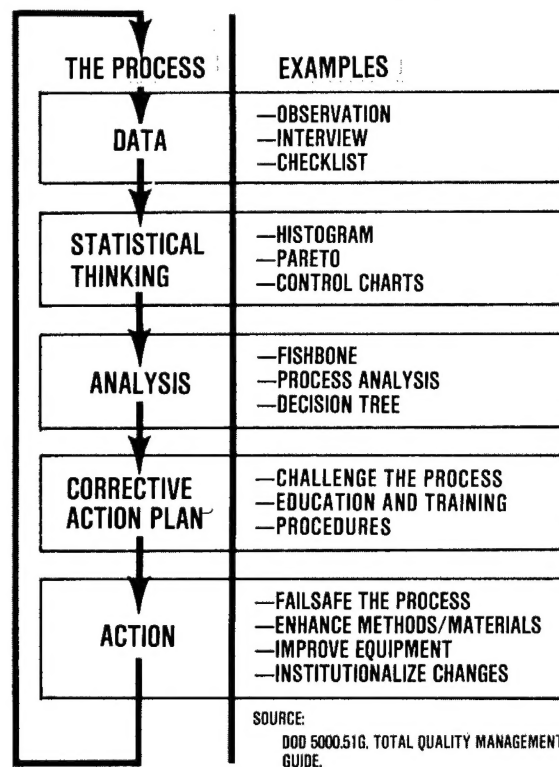 THE PROCESS
EXAMPLES
DATA
—OBSERVATION
—INTERVIEW
—CHECKLIST
STATISTICAL
THINKING
—HISTOGRAM
—PARETO
—CONTROL CHARTS
ANALYSIS
—FISHBONE
—PROCESS ANALYSIS
—DECISION TREE
CORRECTIVE
ACTION PLAN
—CHALLENGE THE PROCESS
—EDUCATION AND TRAINING
—PROCEDURES
ACTION
—FAILSAFE THE PROCESS
—ENHANCE METHODS/MATERIALS
—IMPROVE EQUIPMENT
—INSTITUTIONALIZE CHANGES
SOURCE:
DOD 5000.51G, TOTAL QUALITY MANAGEMENT
GUIDE.